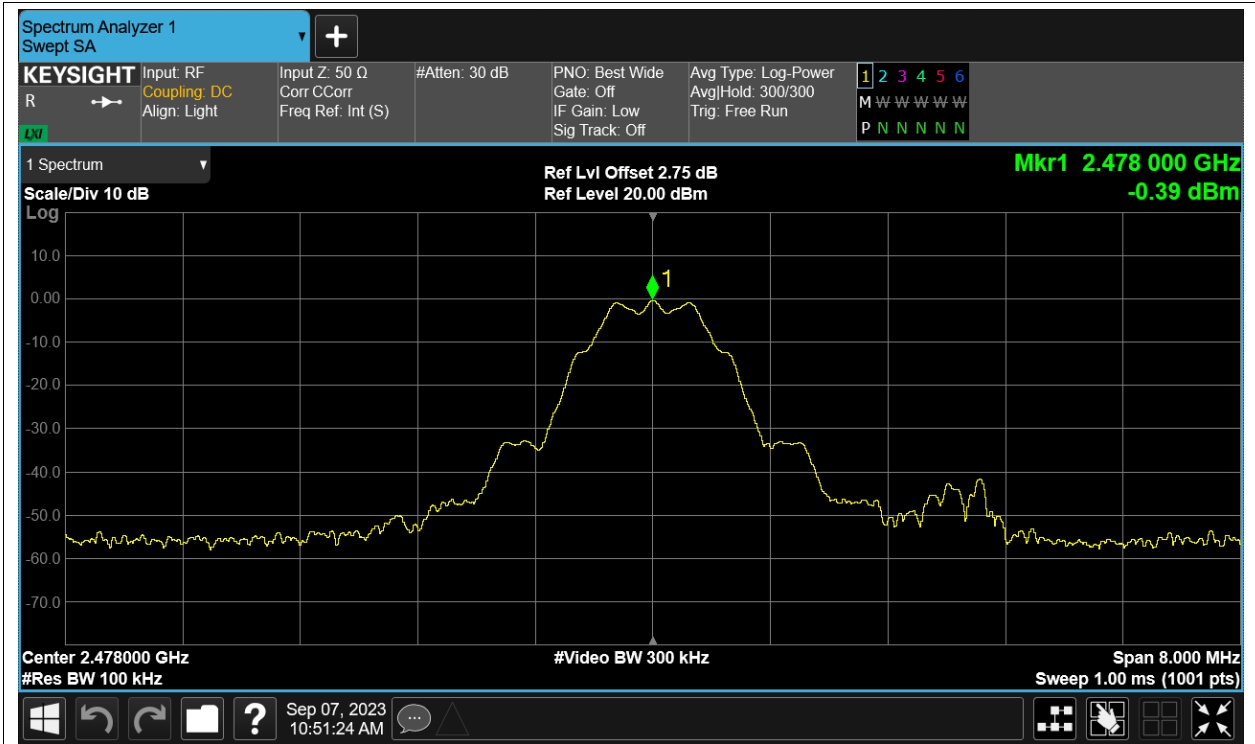 Spectrum Analyzer 1
Swept SA
KEYSIGHT
R
LXI
Input: RF
Coupling: DC
Align: Light
Input Z: 50 Ω
Corr CCorr
Freq Ref: Int (S)
#Atten: 30 dB
PNO: Best Wide
Gate: Off
IF Gain: Low
Sig Track: Off
Avg Type: Log-Power
Avg|Hold: 300/300
Trig: Free Run
1 2 3 4 5 6
M W W W W W W
P N N N N N
1 Spectrum
Scale/Div 10 dB
Log
Ref Lvl Offset 2.75 dB
Ref Level 20.00 dBm
Mkr1 2.478 000 GHz
-0.39 dBm
1
10.0
0.00
-10.0
-20.0
-30.0
-40.0
-50.0
-60.0
-70.0
Center 2.478000 GHz
#Res BW 100 kHz
#Video BW 300 kHz
Span 8.000 MHz
Sweep 1.00 ms (1001 pts)
?
Sep 07, 2023
10:51:24 AM